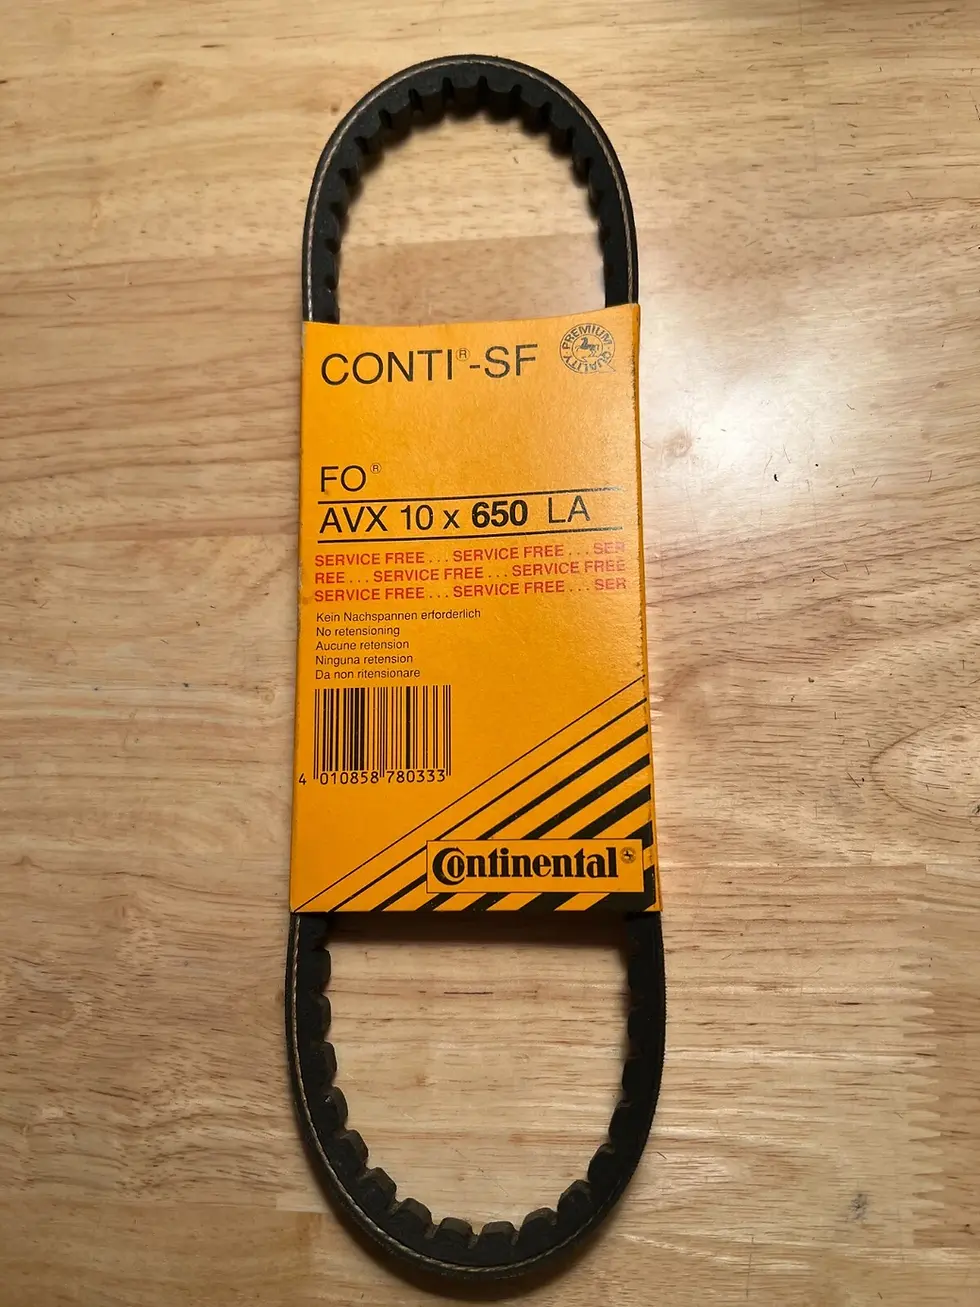 CONTI®-SF
PREMIUM · QUALITY ·
FO®
AVX 10 x 650 LA
SERVICE FREE ... SERVICE FREE ... SER
REE ... SERVICE FREE ... SERVICE FREE
SERVICE FREE ... SERVICE FREE ... SER
Kein Nachspannen erforderlich
No retensioning
Aucune retension
Ninguna retension
Da non ritensionare
4 010858 780333
Continental